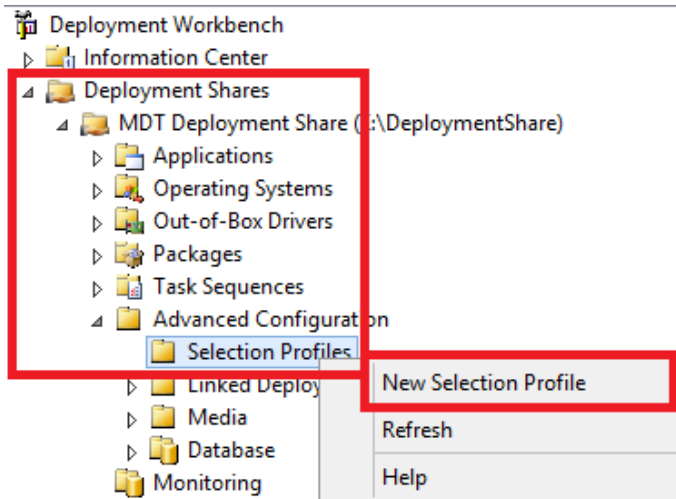 Deployment Workbench
Information Center
Deployment Shares
MDT Deployment Share (:\DeploymentShare)
Applications
Operating Systems
Out-of-Box Drivers
Packages
Task Sequences
Advanced Configuration
Selection Profiles
New Selection Profile
Linked Deploy
Media
Refresh
Database
Monitoring
Help